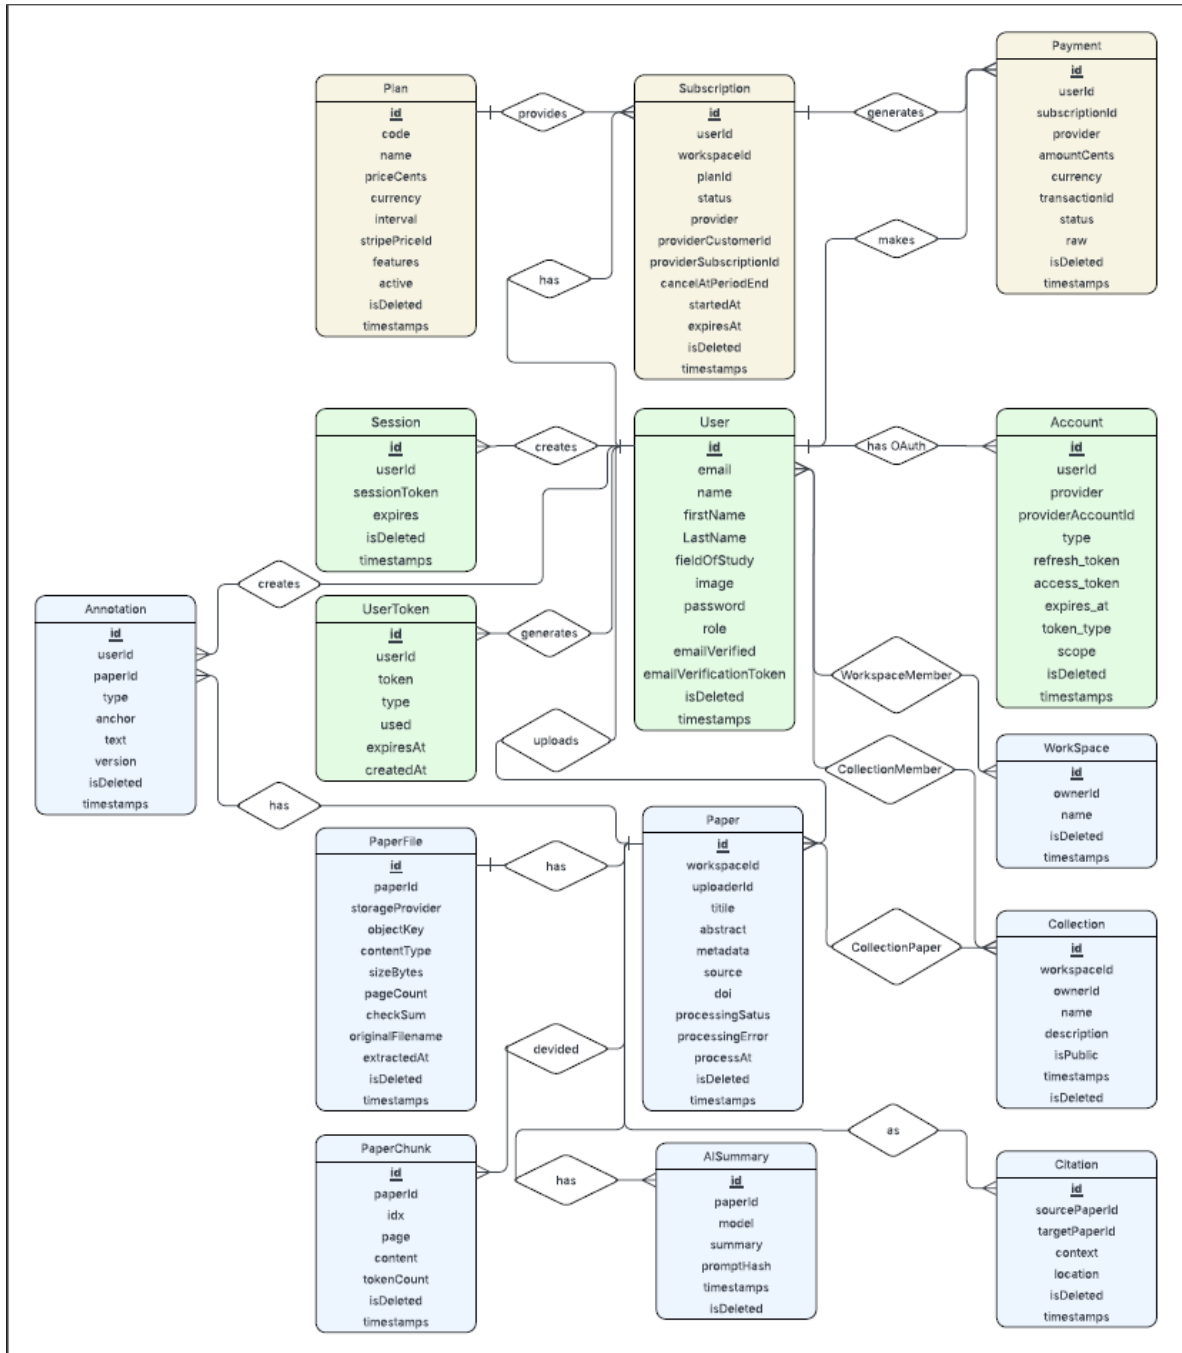 Plan
id
code
name
priceCents
currency
interval
stripePriceId
features
active
isDeleted
timestamps
provides
Subscription
id
userId
workspaceId
planId
status
provider
providerCustomerId
providerSubscriptionId
cancelAtPeriodEnd
startedAt
expiresAt
isDeleted
timestamps
generates
Payment
id
userId
subscriptionId
provider
amountCents
currency
transactionId
status
raw
isDeleted
timestamps
has
makes
Session
id
userId
sessionToken
expires
isDeleted
timestamps
creates
User
id
email
name
firstName
LastName
fieldOfStudy
image
password
role
emailVerified
emailVerificationToken
isDeleted
timestamps
has OAuth
Account
id
userId
provider
providerAccountId
type
refresh_token
access_token
expires_at
token_type
scope
isDeleted
timestamps
creates
Annotation
id
userId
paperId
type
anchor
text
version
isDeleted
timestamps
UserToken
id
userId
token
type
used
expiresAt
createdAt
generates
uploads
WorkspaceMember
CollectionMember
WorkSpace
id
ownerId
name
isDeleted
timestamps
has
PaperFile
id
paperId
storageProvider
objectKey
contentType
sizeBytes
pageCount
checkSum
originalFilename
extractedAt
isDeleted
timestamps
has
Paper
id
workspaceId
uploaderId
titile
abstract
metadata
source
doi
processingSatus
processingError
processAt
isDeleted
timestamps
CollectionPaper
Collection
id
workspaceId
ownerId
name
description
isPublic
timestamps
isDeleted
devided
as
PaperChunk
id
paperId
idx
page
content
tokenCount
isDeleted
timestamps
has
AISummary
id
paperId
model
summary
promptHash
timestamps
isDeleted
Citation
id
sourcePaperId
targetPaperId
context
location
isDeleted
timestamps